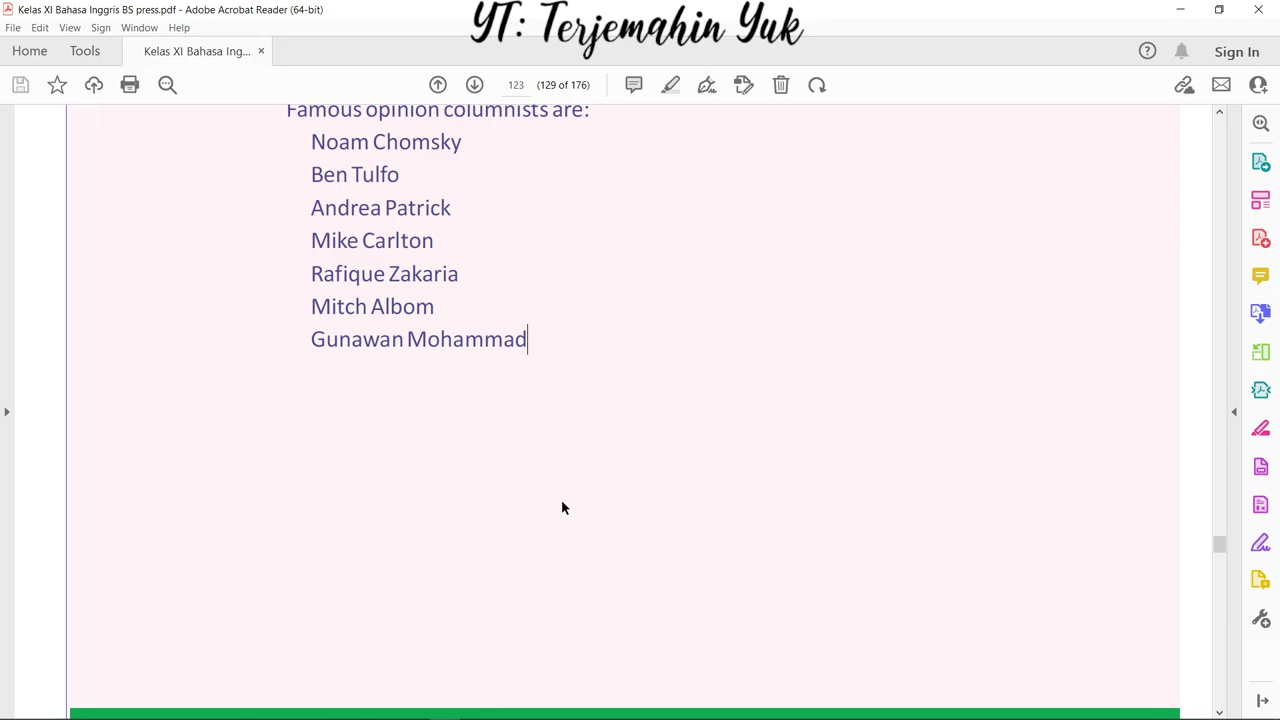 Kelas XI Bahasa Inggris BS press.pdf - Adobe Acrobat Reader (64-bit)
YT: Terjemahin Yuk
File Edit View Sign Window Help
Home Tools Kelas XI Bahasa Ing... × Sign In
123 (129 of 176)
Famous opinion columnists are:
Noam Chomsky
Ben Tulfo
Andrea Patrick
Mike Carlton
Rafique Zakaria
Mitch Albom
Gunawan Mohammad